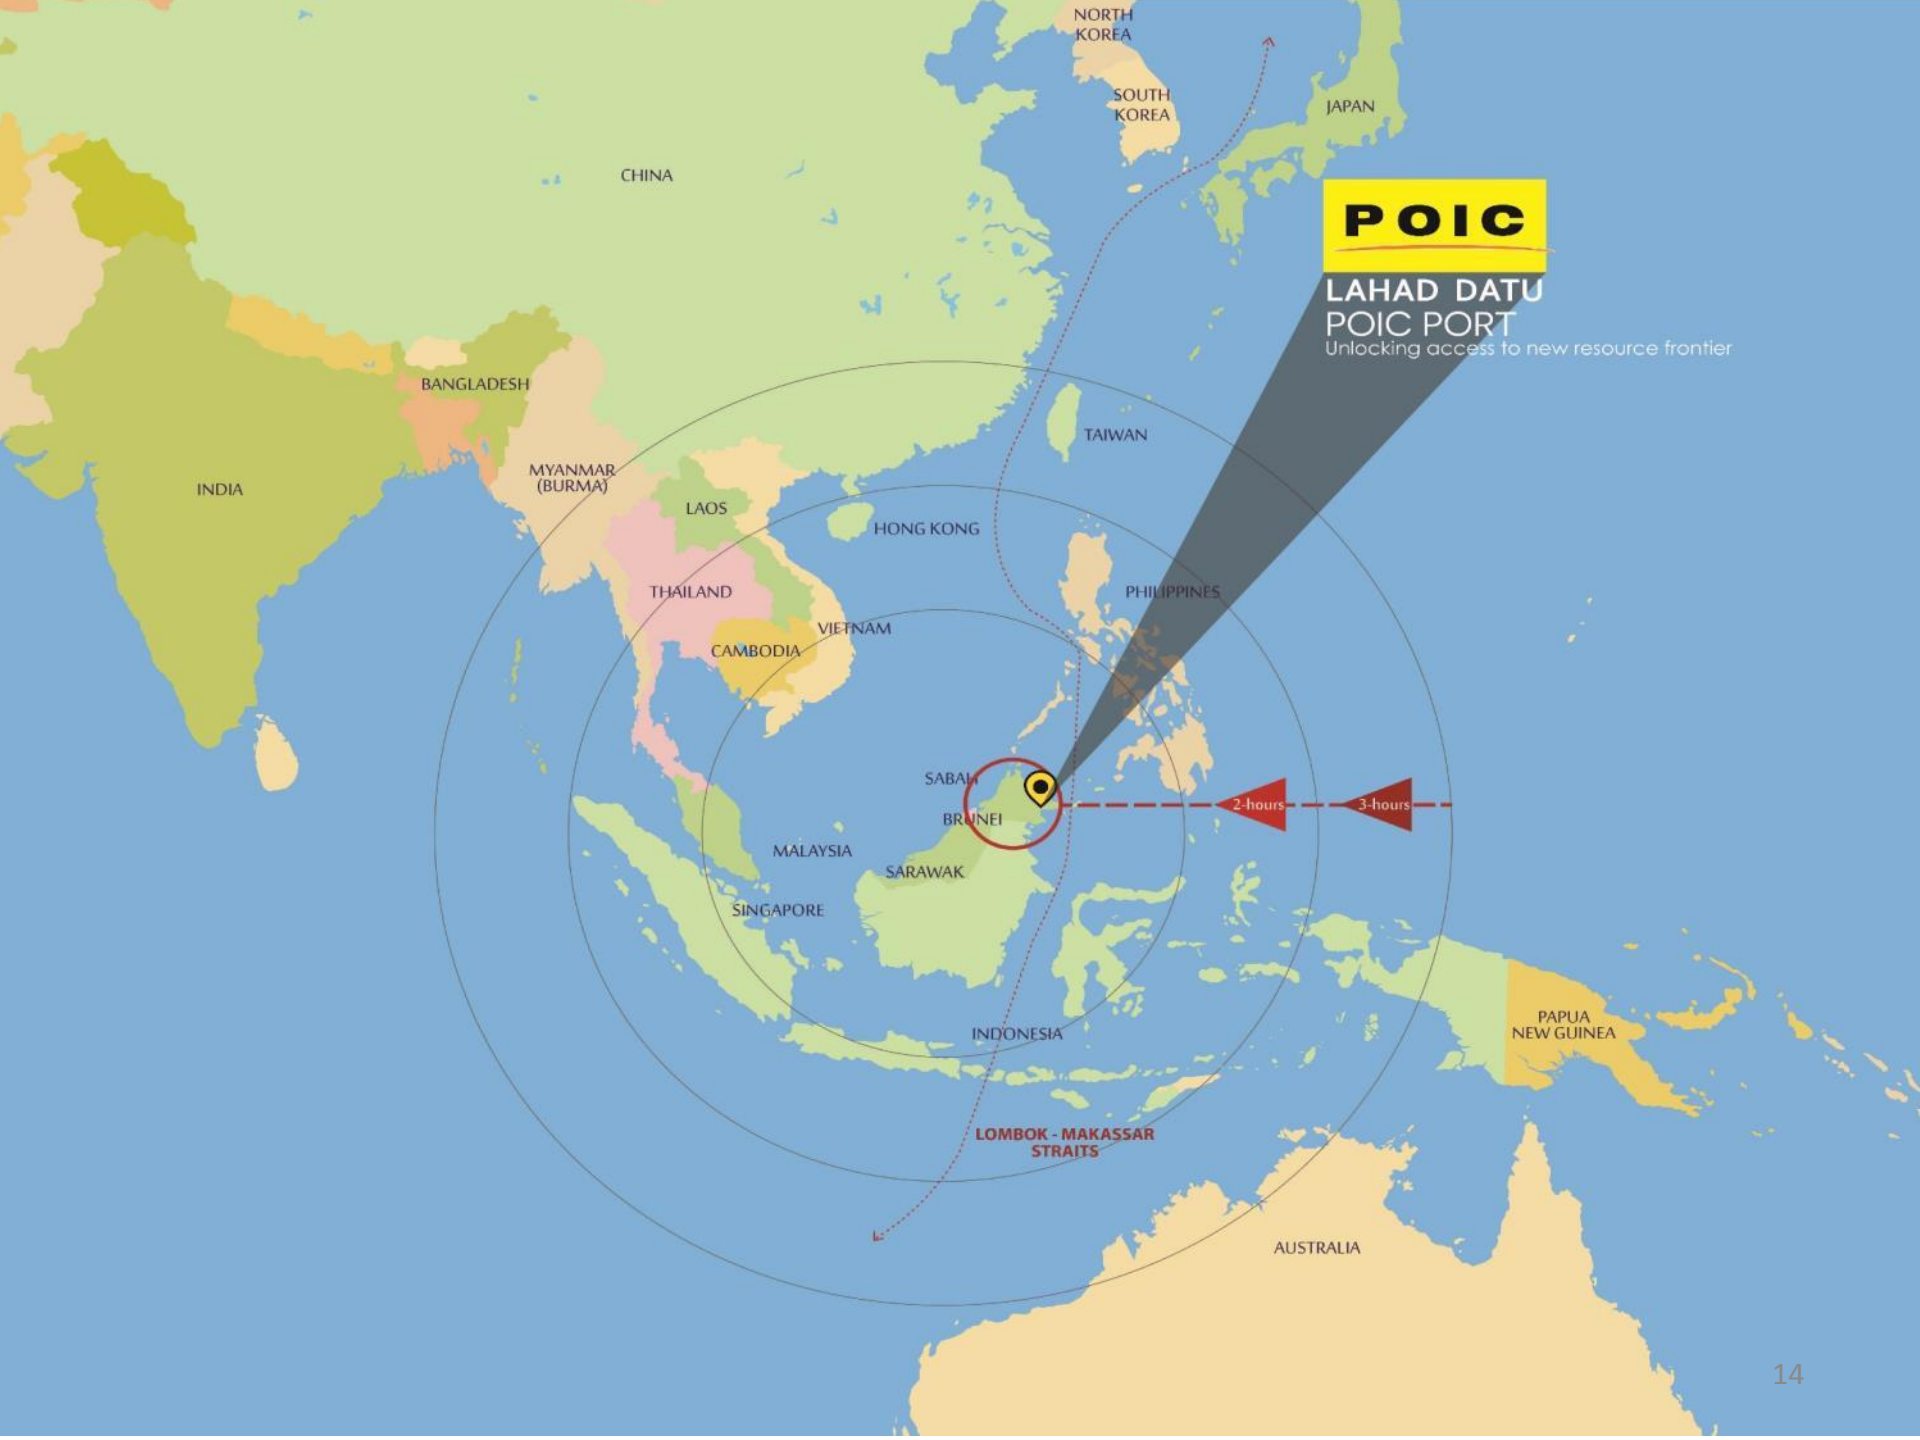 NORTH
KOREA
SOUTH
KOREA
JAPAN
CHINA
POIC
LAHAD DATU
POIC PORT
Unlocking access to new resource frontier
BANGLADESH
TAIWAN
MYANMAR
(BURMA)
INDIA
LAOS
HONG KONG
THAILAND
PHILIPPINES
VIETNAM
CAMBODIA
SABAH
2-hours
3-hours
BRUNEI
MALAYSIA
SARAWAK
SINGAPORE
INDONESIA
PAPUA
NEW GUINEA
LOMBOK - MAKASSAR
STRAITS
AUSTRALIA
14